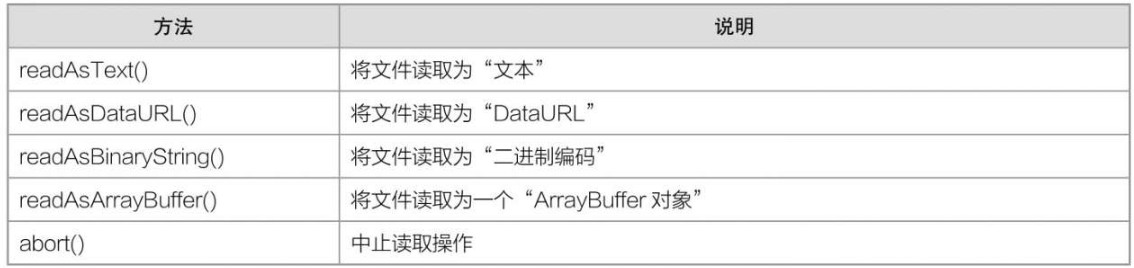 方法 说明
readAsText() 将文件读取为“文本”
readAsDataURL() 将文件读取为“DataURL”
readAsBinaryString() 将文件读取为“二进制编码”
readAsArrayBuffer() 将文件读取为一个“ArrayBuffer 对象”
abort() 中止读取操作